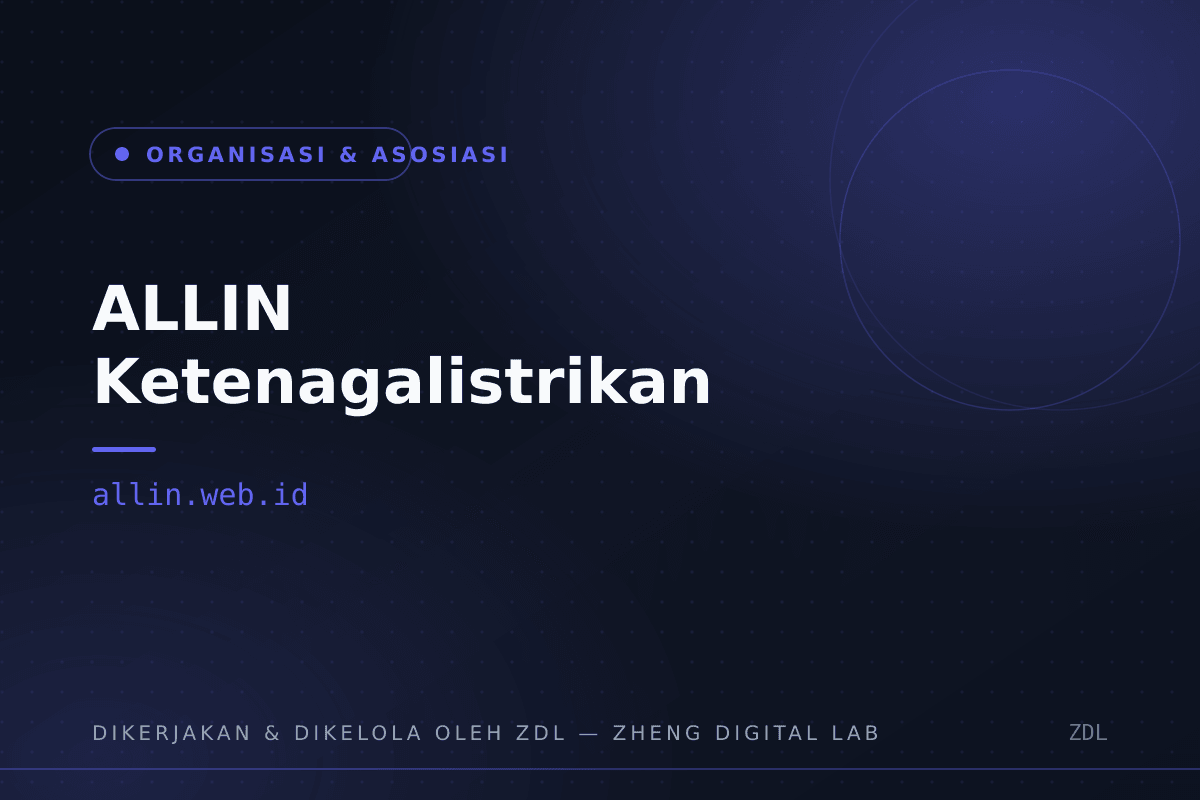 ORGANISASI & ASOSIASI
ALLIN
Ketenagalistrikan
allin.web.id
DIKERJAKAN & DIKELOLA OLEH ZDL — ZHENG DIGITAL LAB
ZDL